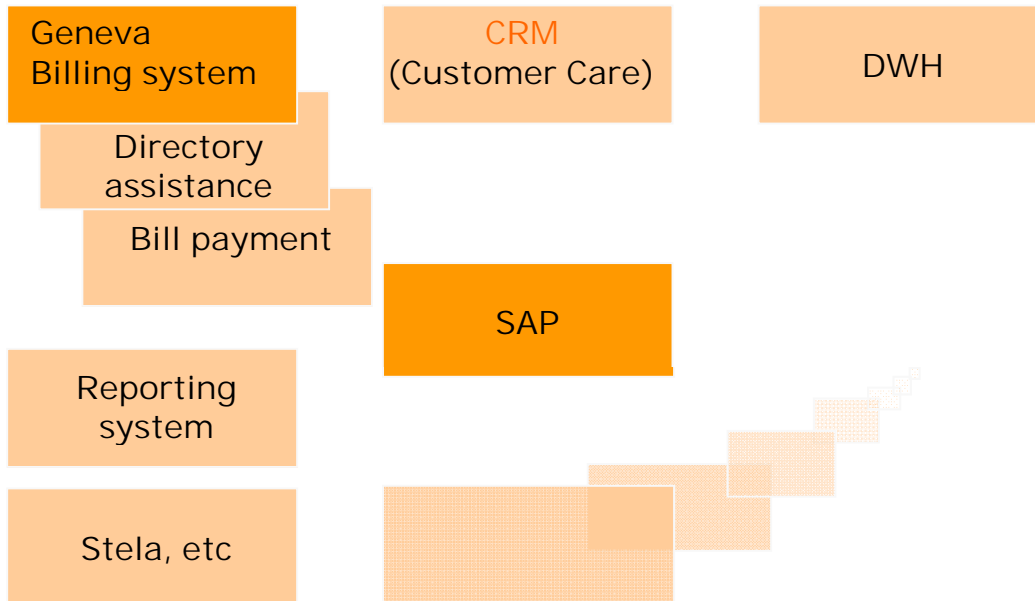 Geneva
Billing system
CRM
(Customer Care)
DWH
Directory
assistance
Bill payment
SAP
Reporting
system
Stela, etc